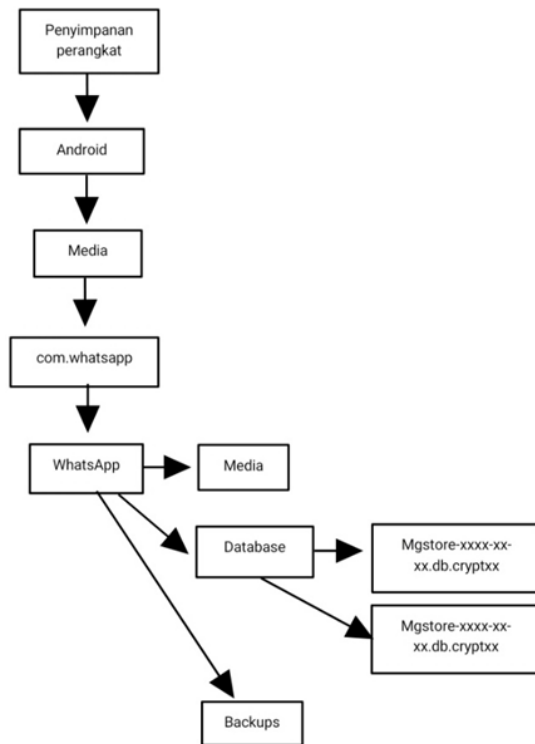 Penyimpanan
perangkat
Android
Media
com.whatsapp
WhatsApp
Media
Database
Mgstore-xxxx-xx-
xx.db.cryptxx
Mgstore-xxxx-xx-
xx.db.cryptxx
Backups